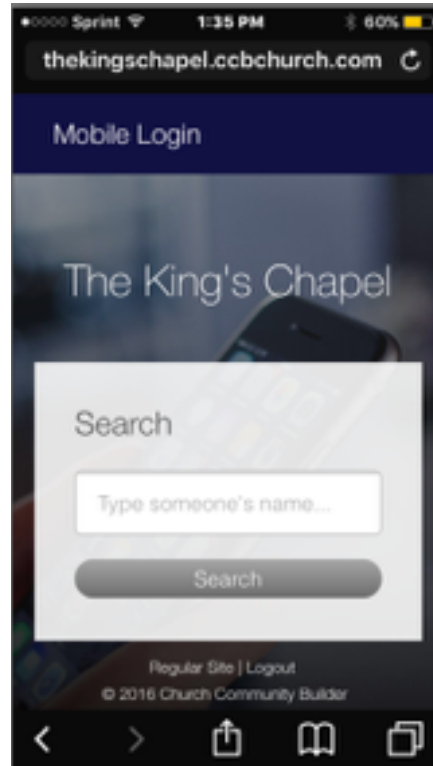 Sprint 1:35 PM 60%
thekingschapel.ccbchurch.com
Mobile Login
The King's Chapel
Search
Type someone's name...
Search
Regular Site | Logout
© 2016 Church Community Builder